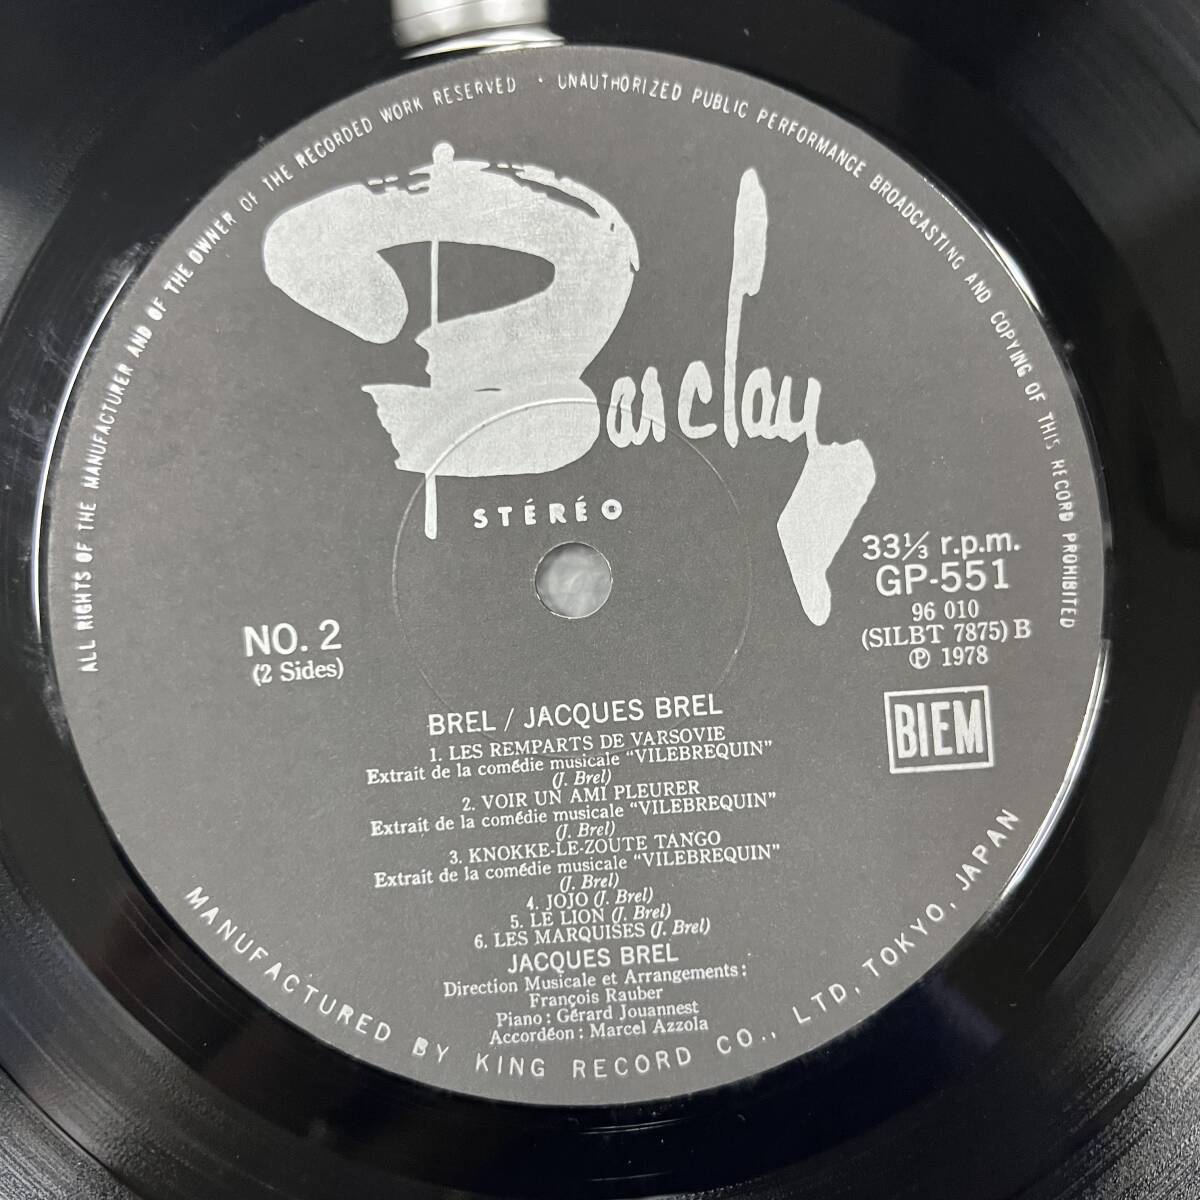 ALL RIGHTS OF THE MANUFACTURER AND OF THE OWNER OF THE RECORDED WORK RESERVED · UNAUTHORIZED PUBLIC PERFORMANCE BROADCASTING AND COPYING OF THIS RECORD PROHIBITED
Barclay
STÉRÉO
33⅓ r.p.m.
GP-551
96 010
(SILBT 7875) B
℗ 1978
NO. 2
(2 Sides)
BIEM
BREL / JACQUES BREL
1. LES REMPARTS DE VARSOVIE
Extrait de la comédie musicale "VILEBREQUIN"
(J. Brel)
2. VOIR UN AMI PLEURER
Extrait de la comédie musicale "VILEBREQUIN"
(J. Brel)
3. KNOKKE-LE-ZOUTE TANGO
Extrait de la comédie musicale "VILEBREQUIN"
(J. Brel)
4. JOJO (J. Brel)
5. LE LION (J. Brel)
6. LES MARQUISES (J. Brel)
JACQUES BREL
Direction Musicale et Arrangements:
François Rauber
Piano: Gérard Jouannest
Accordéon: Marcel Azzola
MANUFACTURED BY KING RECORD CO., LTD, TOKYO, JAPAN